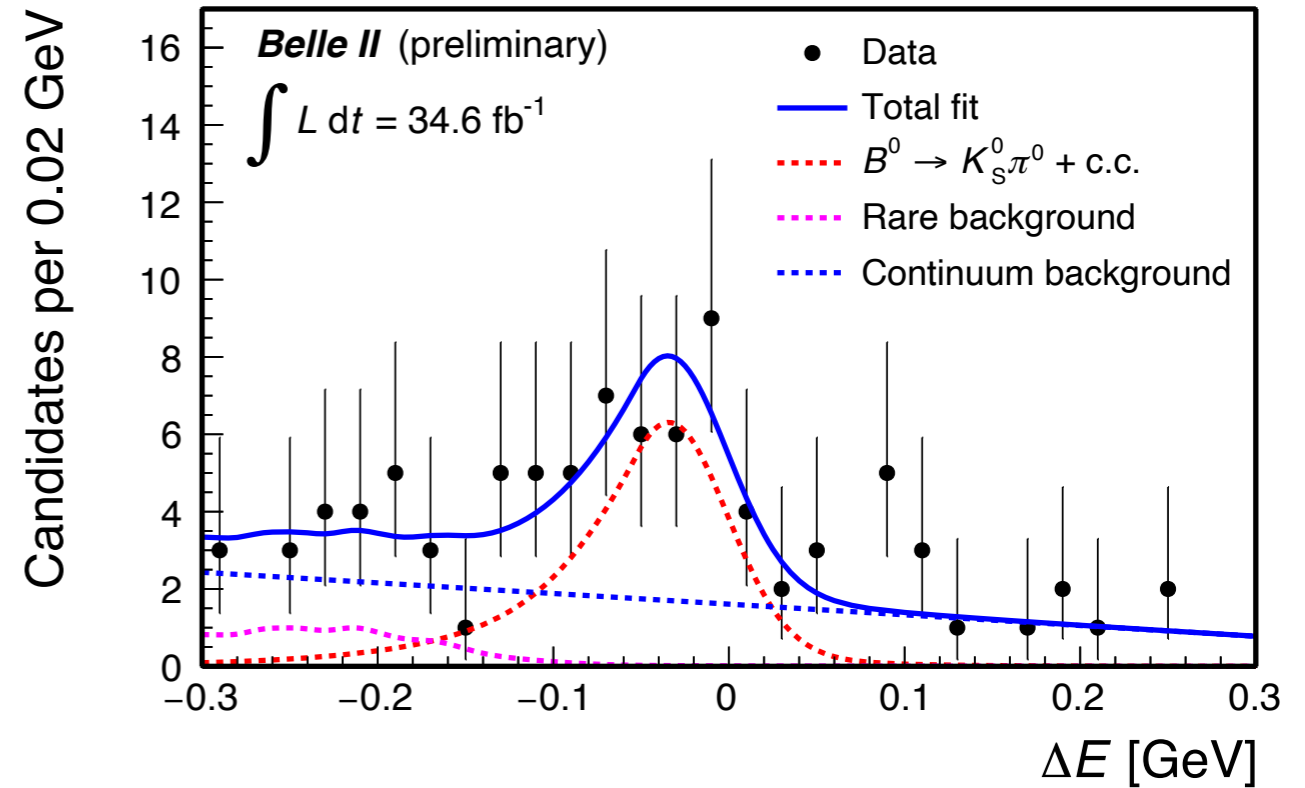 Candidates per 0.02 GeV
16
14
12
10
8
6
4
2
0
Belle II (preliminary)
∫ L dt = 34.6 fb⁻¹
Data
Total fit
B⁰ → K⁰_S π⁰ + c.c.
Rare background
Continuum background
−0.3 −0.2 −0.1 0 0.1 0.2 0.3
ΔE [GeV]